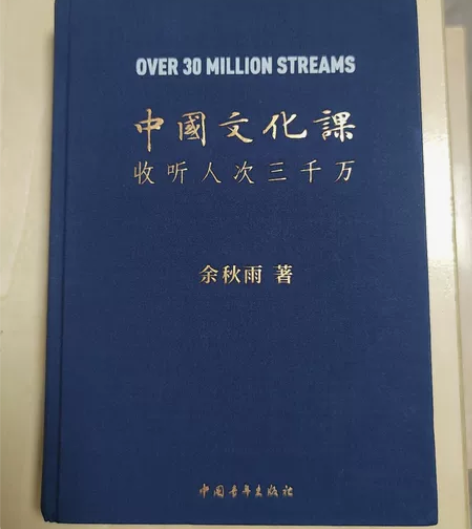 OVER 30 MILLION STREAMS
中國文化課
收听人次三千万
余秋雨 著
中国青年出版社